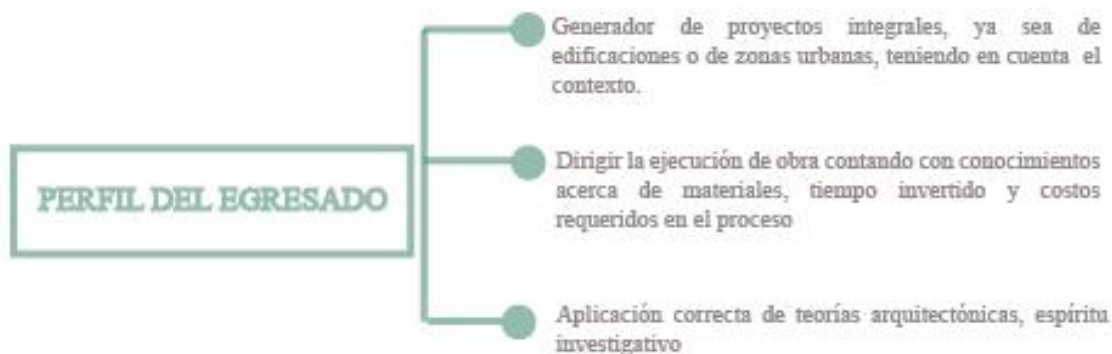 PERFIL DEL EGRESADO
Generador de proyectos integrales, ya sea de
edificaciones o de zonas urbanas, teniendo en cuenta el
contexto.
Dirigir la ejecución de obra contando con conocimientos
acerca de materiales, tiempo invertido y costos
requeridos en el proceso
Aplicación correcta de teorías arquitectónicas, espíritu
investigativo